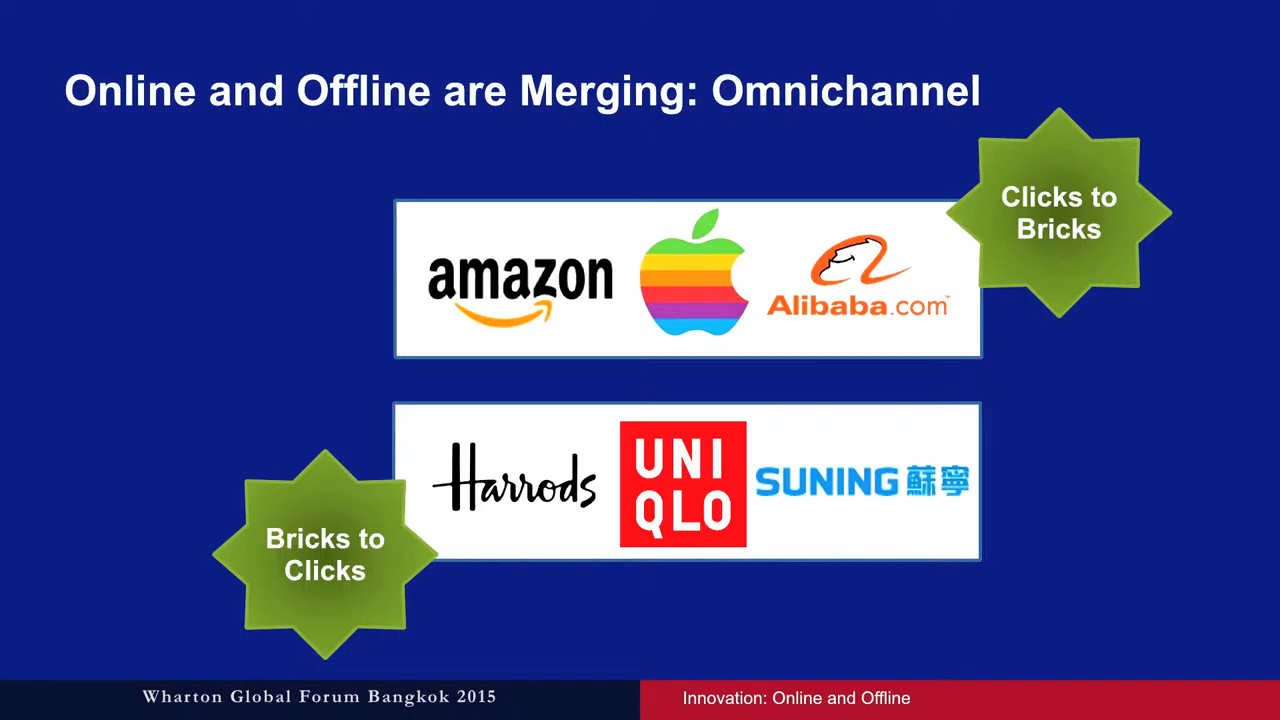 Online and Offline are Merging: Omnichannel
Clicks to
Bricks
amazon
Alibaba.com™
Harrods
UNI
QLO
SUNING 蘇寧
Bricks to
Clicks
Wharton Global Forum Bangkok 2015
Innovation: Online and Offline